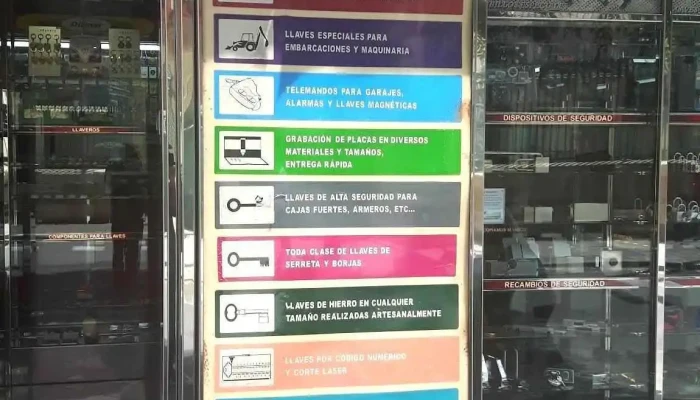 LLAVES ESPECIALES PARA
EMBARCACIONES Y MAQUINARIA
TELEMANDOS PARA GARAJES,
ALARMAS Y LLAVES MAGNÉTICAS
GRABACIÓN DE PLACAS EN DIVERSOS
MATERIALES Y TAMAÑOS,
ENTREGA RÁPIDA
LLAVES DE ALTA SEGURIDAD PARA
CAJAS FUERTES, ARMEROS, ETC...
TODA CLASE DE LLAVES DE
SERRETA Y BORJAS
LLAVES DE HIERRO EN CUALQUIER
TAMAÑO REALIZADAS ARTESANALMENTE
LLAVES POR CÓDIGO NUMÉRICO
Y CORTE LÁSER
LLAVEROS
COMPONENTES PARA LLAVES
DISPOSITIVOS DE SEGURIDAD
RECAMBIOS DE SEGURIDAD